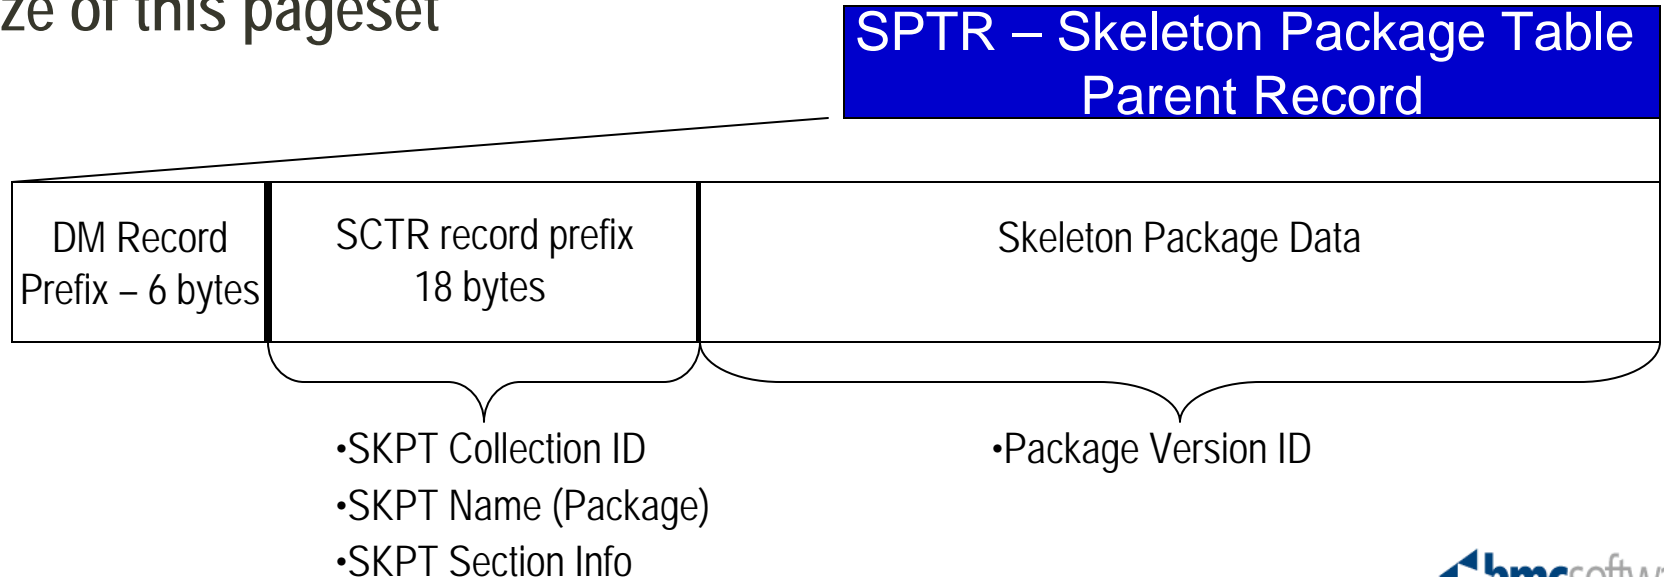 ze of this pageset
SPTR – Skeleton Package Table
Parent Record
DM Record
Prefix – 6 bytes
SCTR record prefix
18 bytes
Skeleton Package Data
•SKPT Collection ID
•SKPT Name (Package)
•SKPT Section Info
•Package Version ID
bmcsoftwa